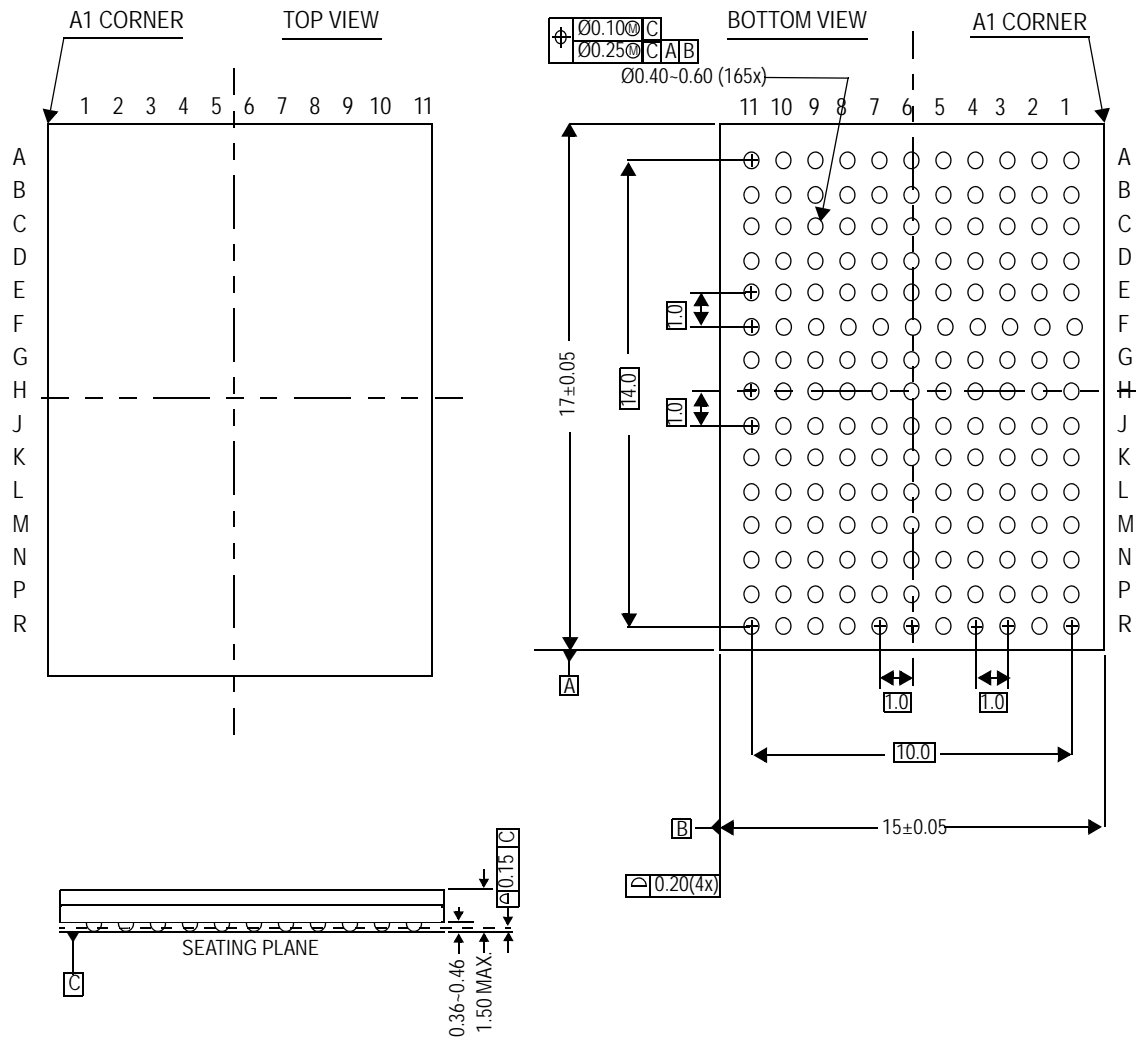 A1 CORNER
TOP VIEW
1 2 3 4 5 6 7 8 9 10 11
A
B
C
D
E
F
G
H
J
K
L
M
N
P
R
Ø0.10Ⓜ C
Ø0.25Ⓜ C A B
Ø0.40~0.60 (165x)
BOTTOM VIEW
A1 CORNER
11 10 9 8 7 6 5 4 3 2 1
A
B
C
D
E
F
G
H
J
K
L
M
N
P
R
17±0.05
14.0
1.0
1.0
A
1.0
1.0
10.0
B
15±0.05
0.20(4x)
0.15 C
SEATING PLANE
C
0.36~0.46
1.50 MAX.